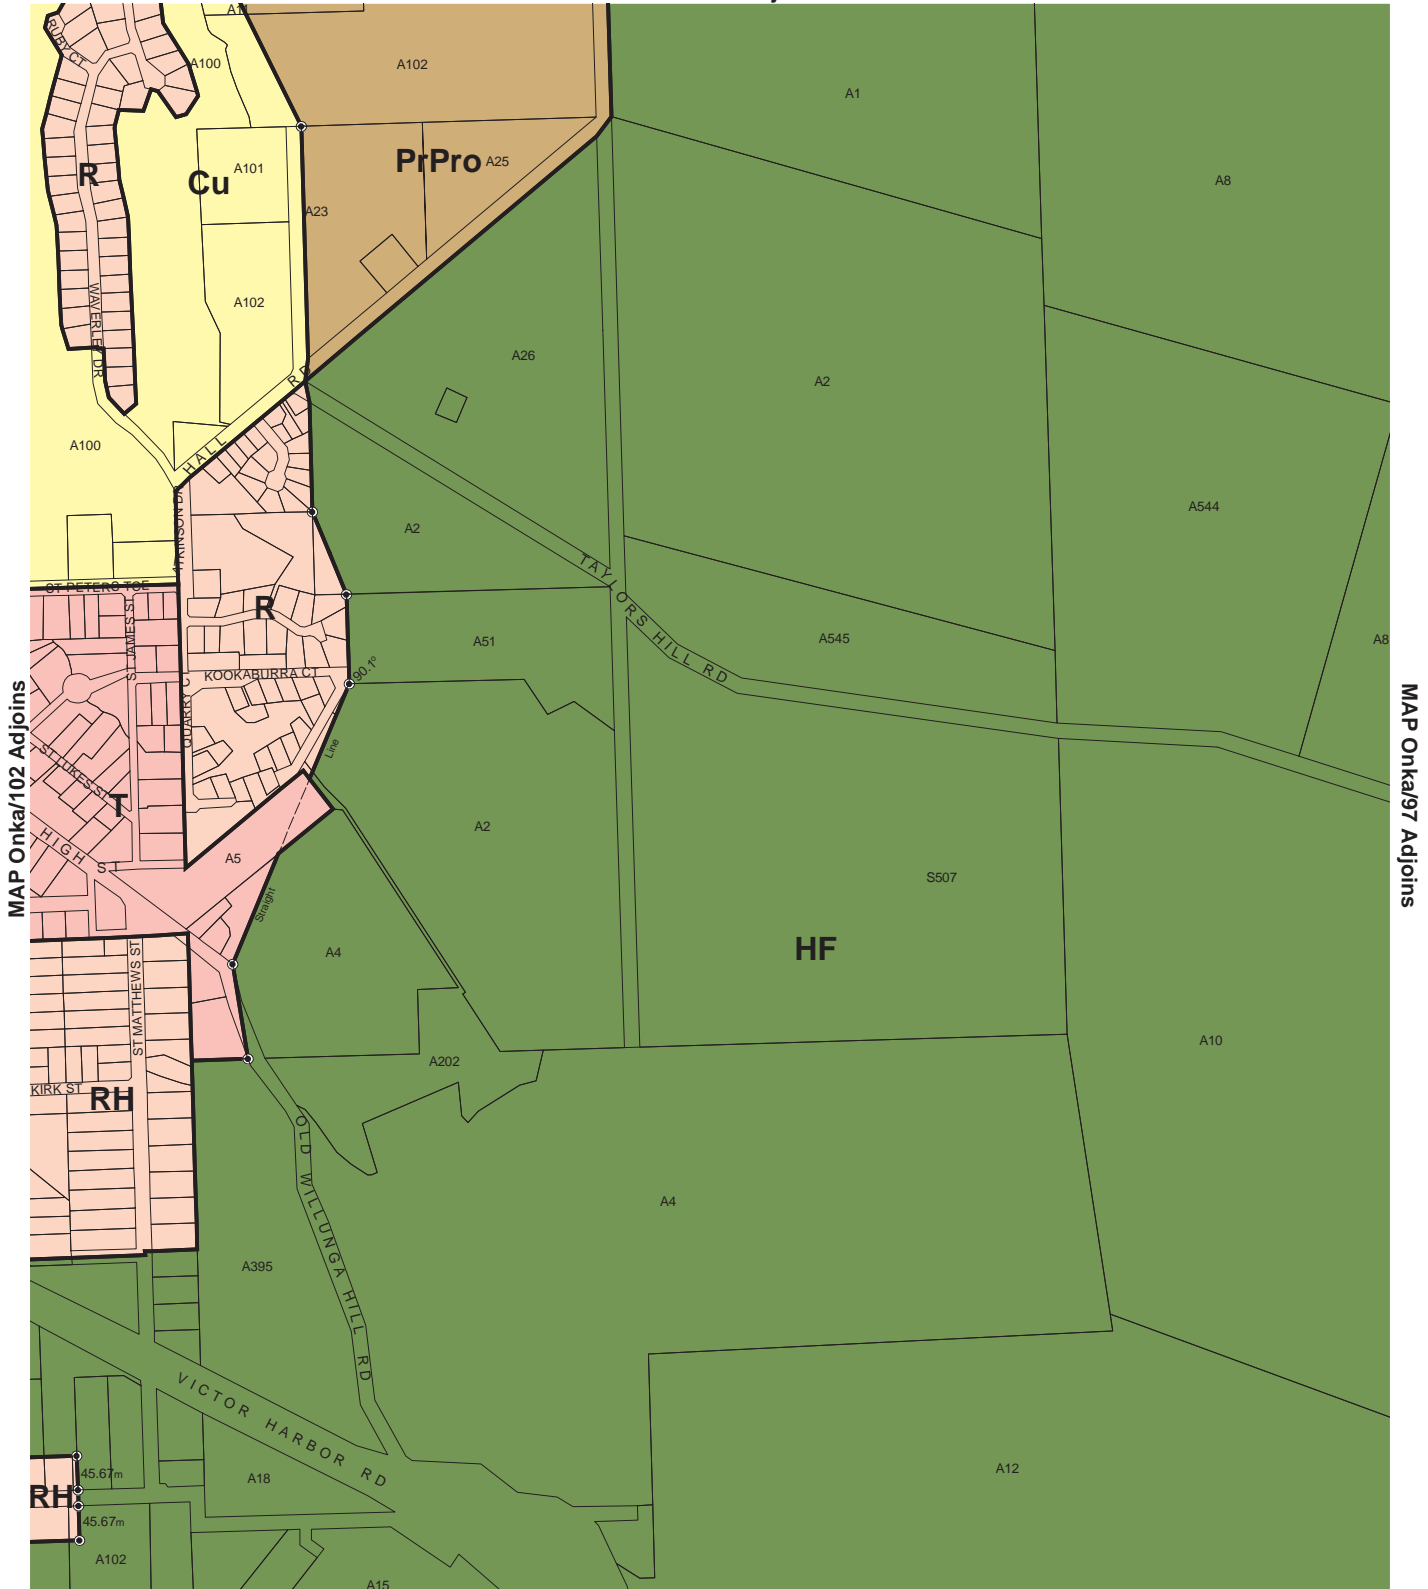 A11
RUBY CT
A100
A102
A1
A8
R
Cu
A101
PrPro
A25
A23
WAVERLEY DR
A102
A26
A2
HALL RD
A100
A544
ATKINSON DR
A2
TAYLORS HILL RD
ST PETERS TCE
ST JAMES ST
R
A51
A545
A8
KOOKABURRA CT
90.1°
QUARRY CT
Line
MAP Onka/102 Adjoins
MAP Onka/97 Adjoins
ST LUKES ST
T
A2
HIGH ST
A5
S507
Straight
A4
HF
ST MATTHEWS ST
A10
A202
KIRK ST
RH
OLD WILLUNGA HILL RD
A4
A395
VICTOR HARBOR RD
A12
45.67m
A18
RH
45.67m
A102
A15